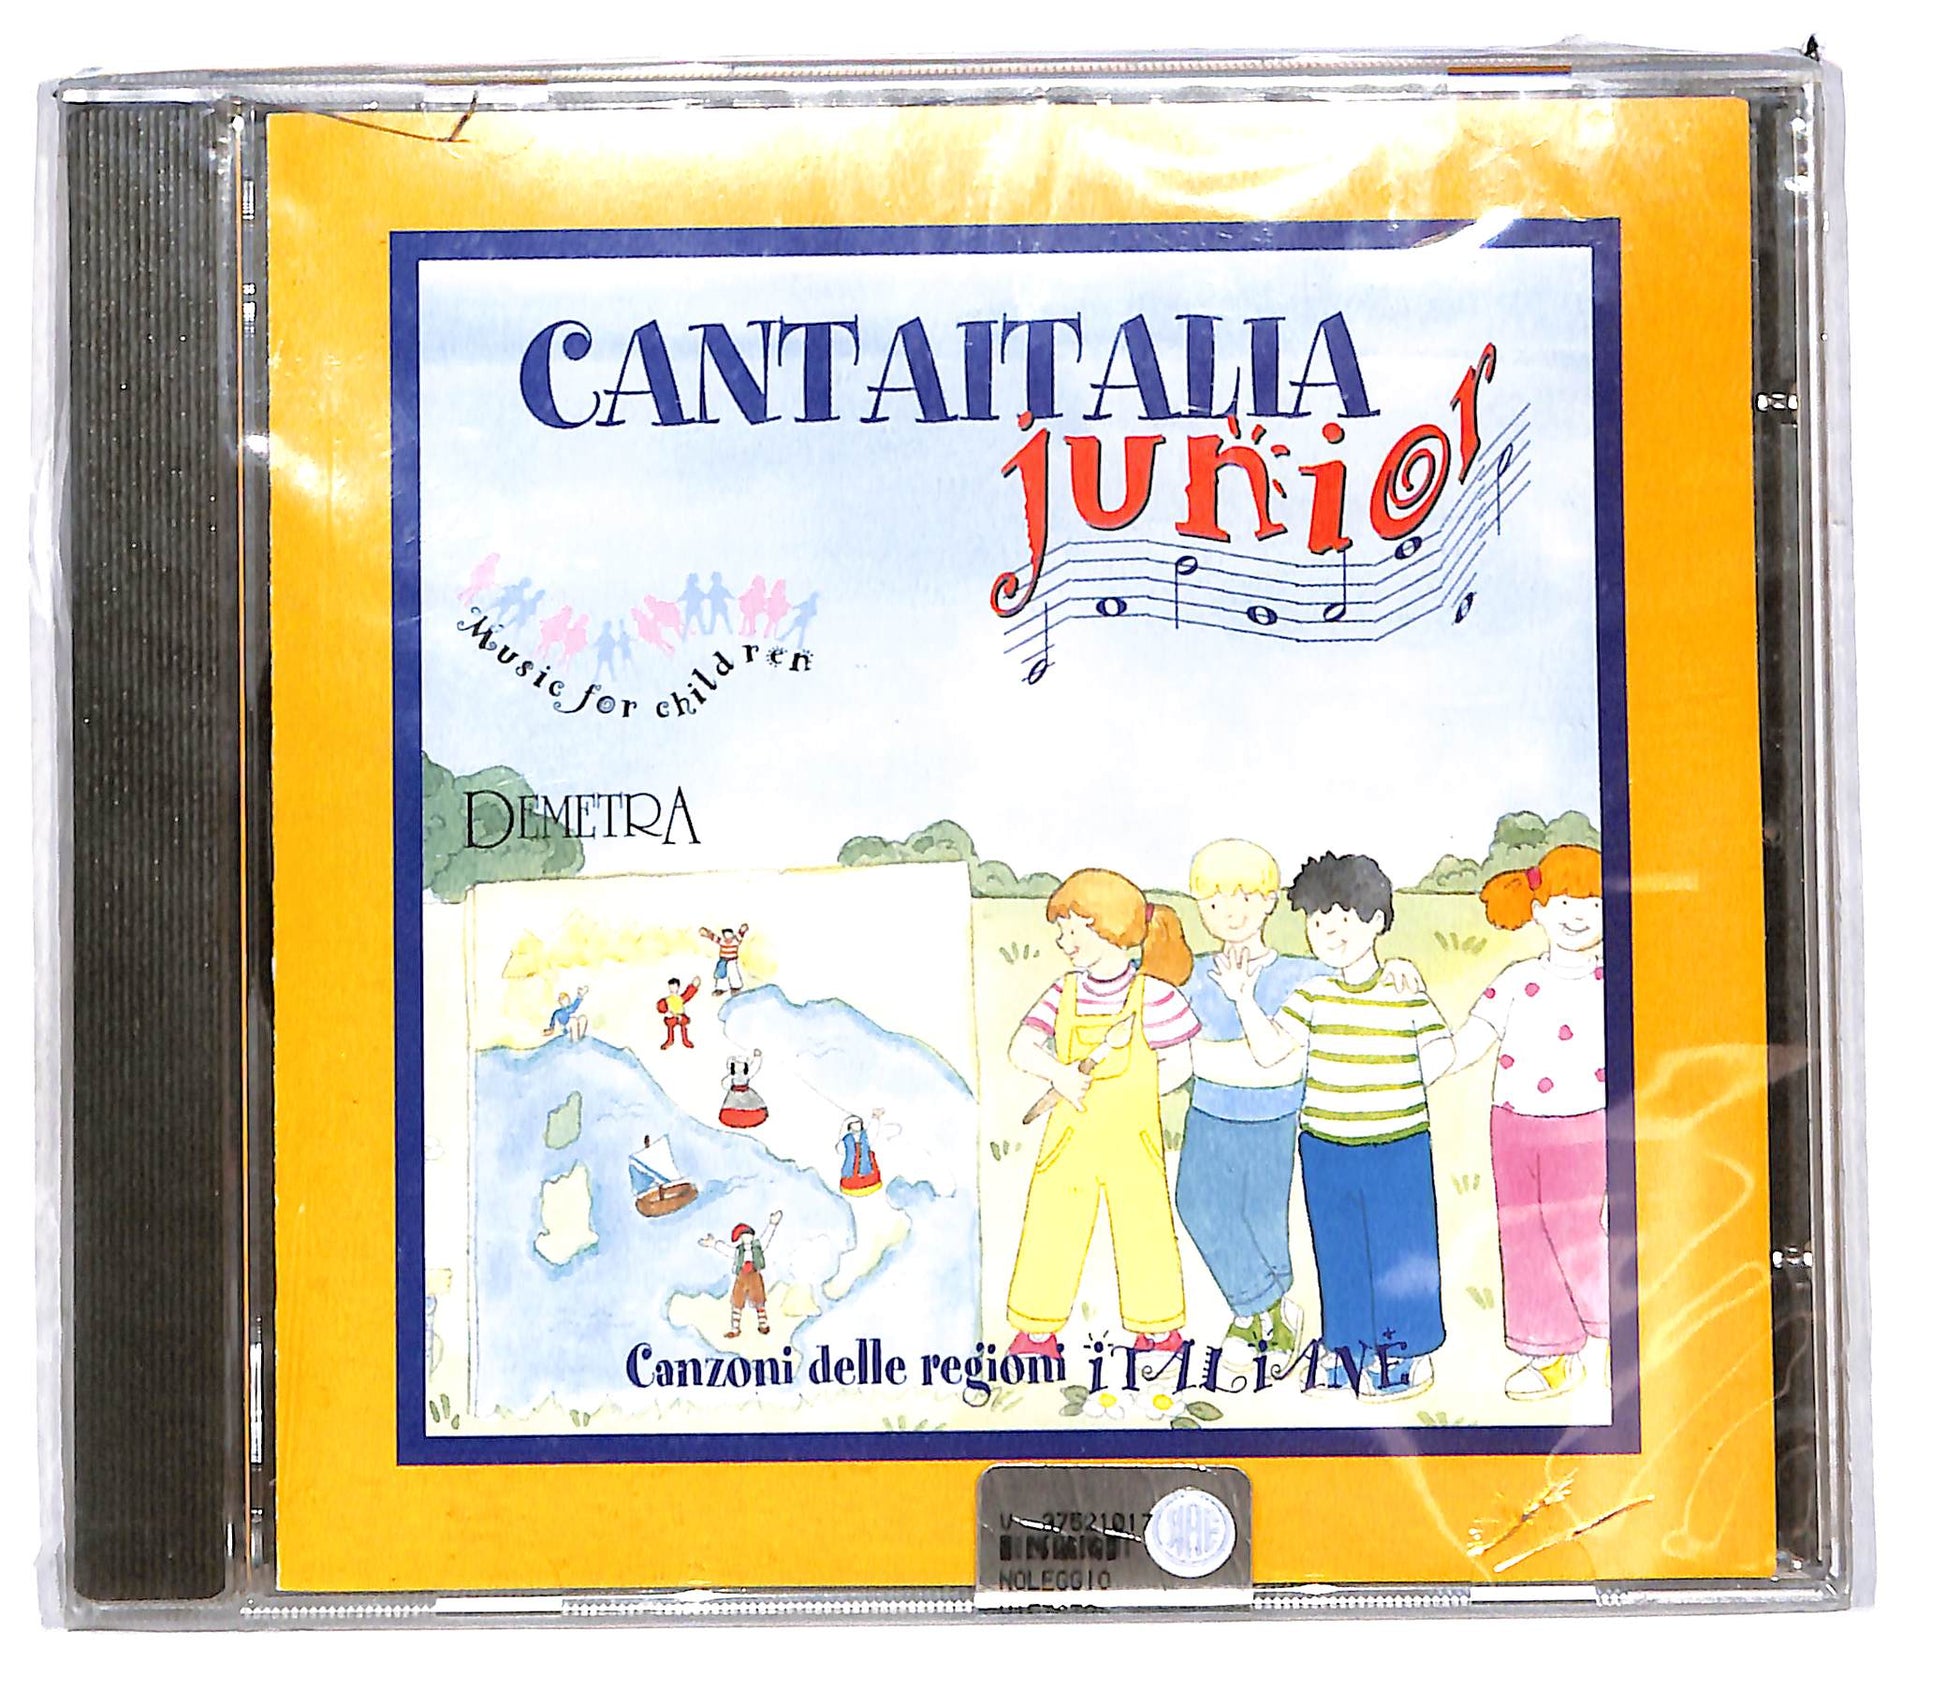 CANTAITALIA
junior
Music for children
DEMETRA
Canzoni delle regioni iTALiANE
NOLEGGIO